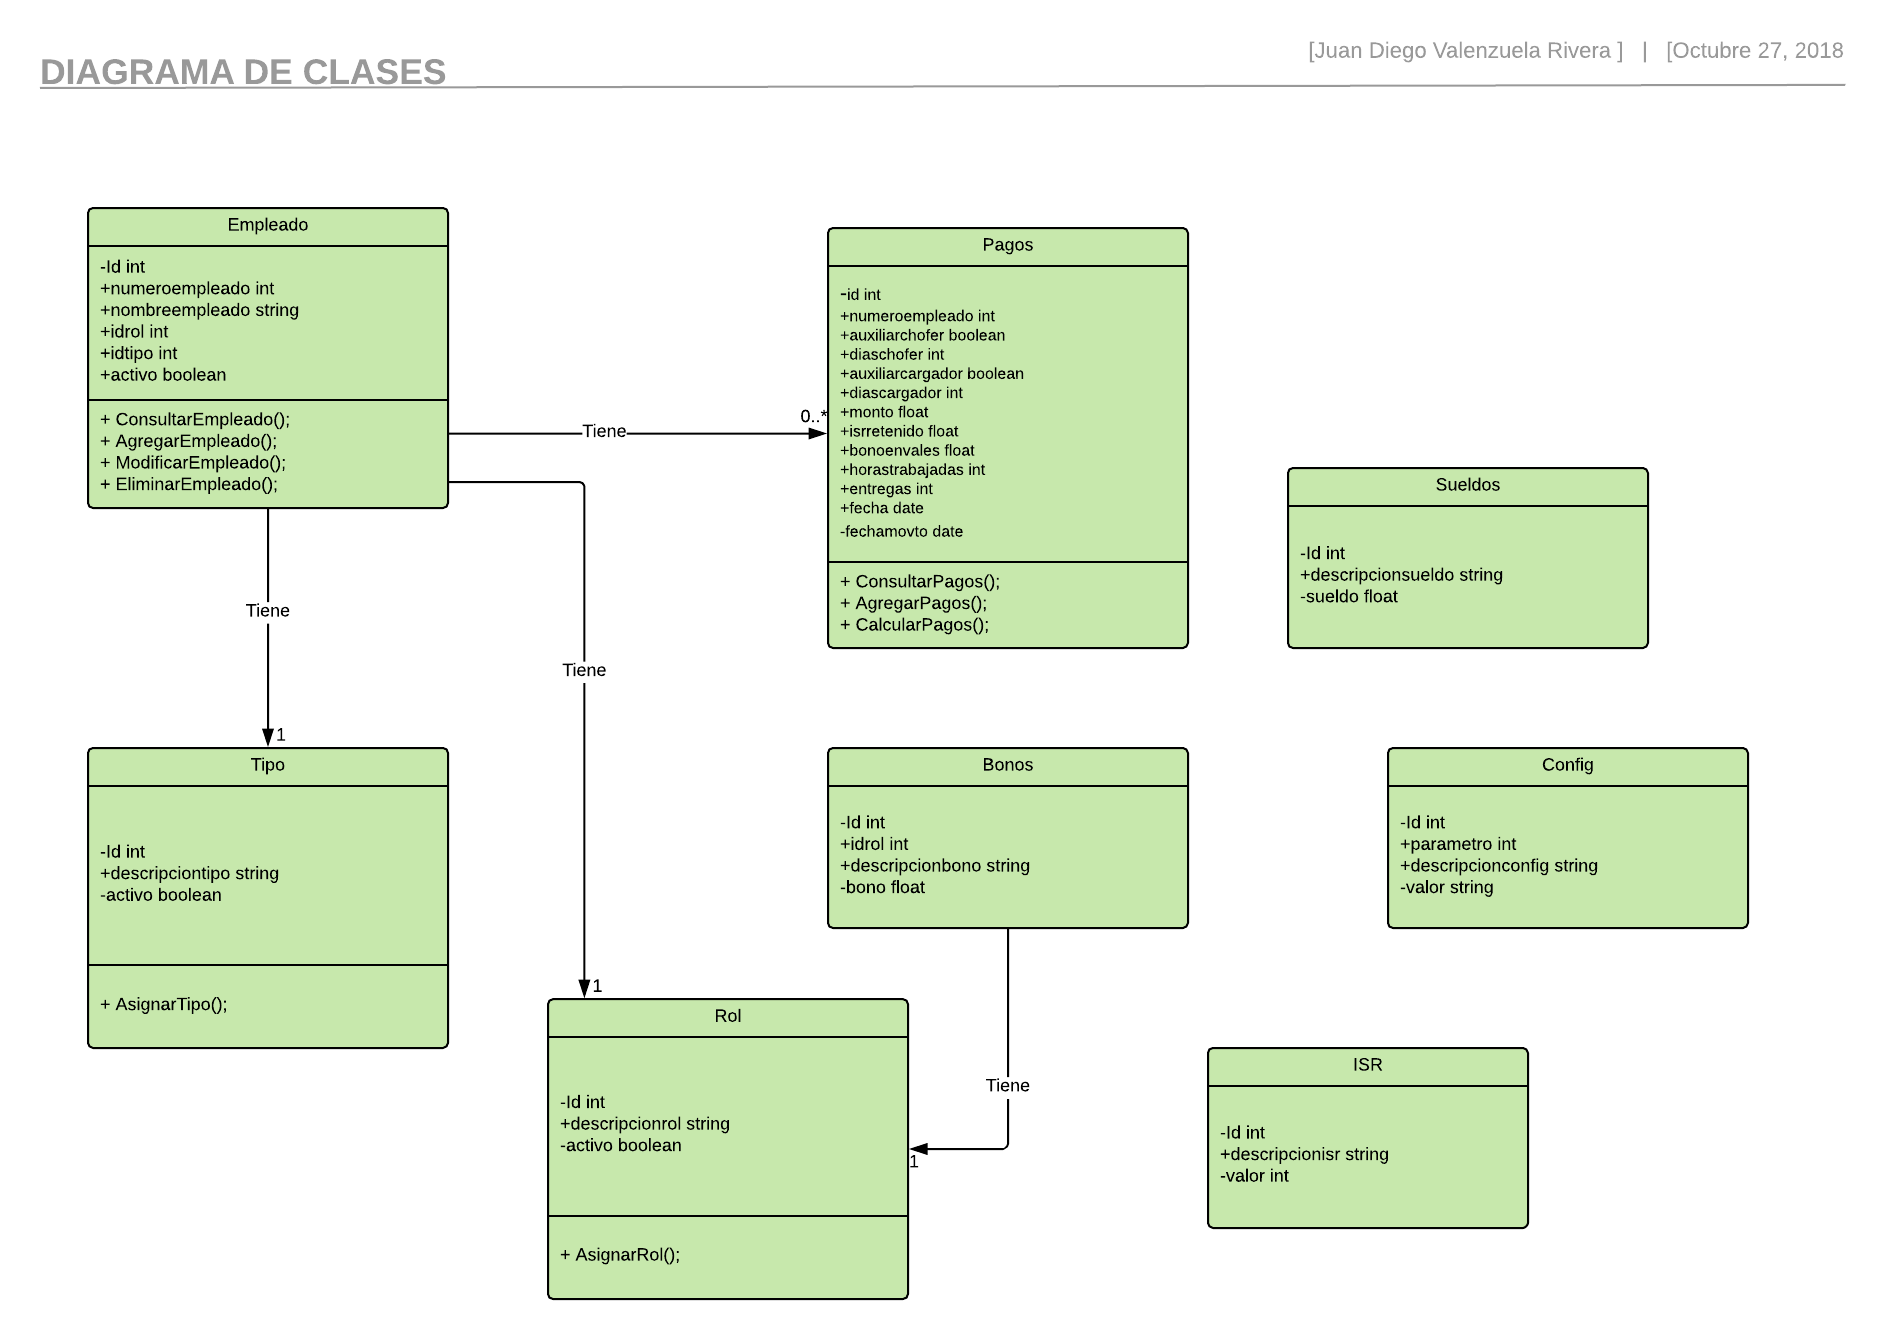 DIAGRAMA DE CLASES
[Juan Diego Valenzuela Rivera ] | [Octubre 27, 2018
Empleado
-Id int
+numeroempleado int
+nombreempleado string
+idrol int
+idtipo int
+activo boolean
+ ConsultarEmpleado();
+ AgregarEmpleado();
+ ModificarEmpleado();
+ EliminarEmpleado();
Tiene
0..*
Pagos
-id int
+numeroempleado int
+auxiliarchofer boolean
+diaschofer int
+auxiliarcargador boolean
+diascargador int
+monto float
+isrretenido float
+bonoenvales float
+horastrabajadas int
+entregas int
+fecha date
-fechamovto date
+ ConsultarPagos();
+ AgregarPagos();
+ CalcularPagos();
Sueldos
-Id int
+descripcionsueldo string
-sueldo float
Tiene
1
Tiene
1
Tipo
-Id int
+descripciontipo string
-activo boolean
+ AsignarTipo();
Bonos
-Id int
+idrol int
+descripcionbono string
-bono float
Config
-Id int
+parametro int
+descripcionconfig string
-valor string
Tiene
1
Rol
-Id int
+descripcionrol string
-activo boolean
+ AsignarRol();
ISR
-Id int
+descripcionisr string
-valor int